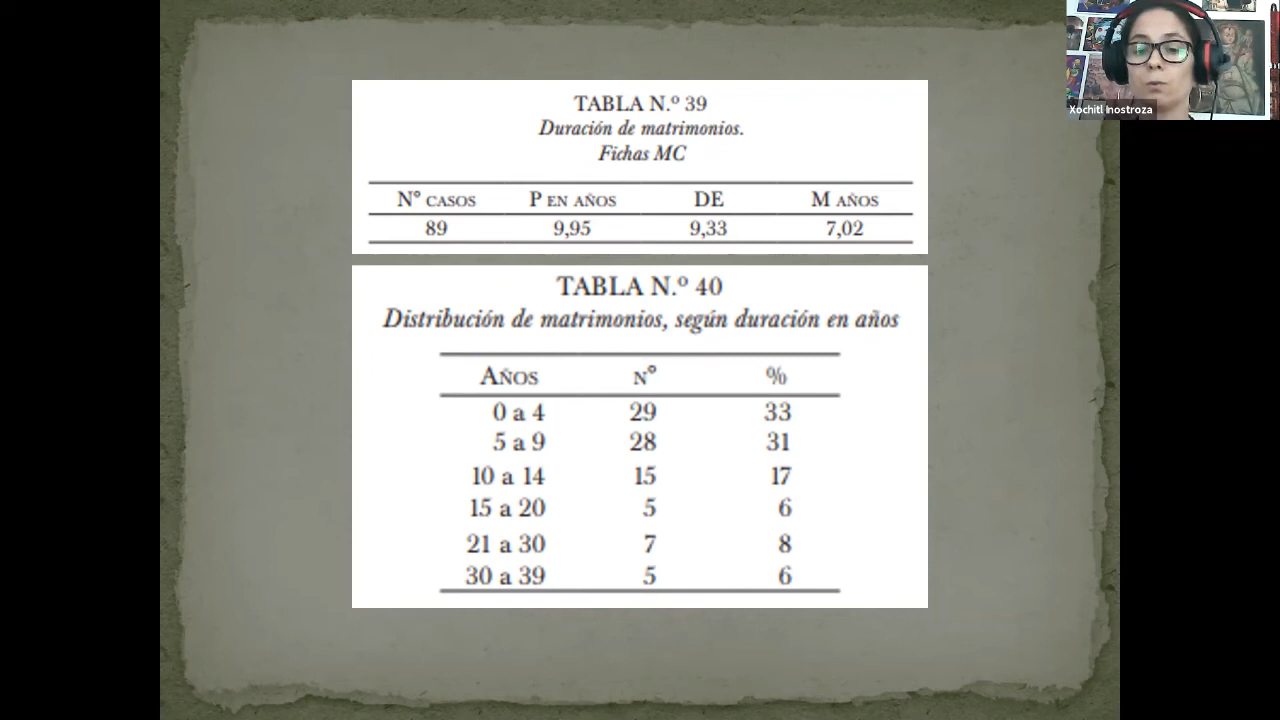 TABLA N.º 39
Duración de matrimonios.
Fichas MC
N° CASOS P EN AÑOS DE M AÑOS
89 9,95 9,33 7,02
TABLA N.º 40
Distribución de matrimonios, según duración en años
AÑOS N° %
0 a 4 29 33
5 a 9 28 31
10 a 14 15 17
15 a 20 5 6
21 a 30 7 8
30 a 39 5 6
Xochitl Inostroza